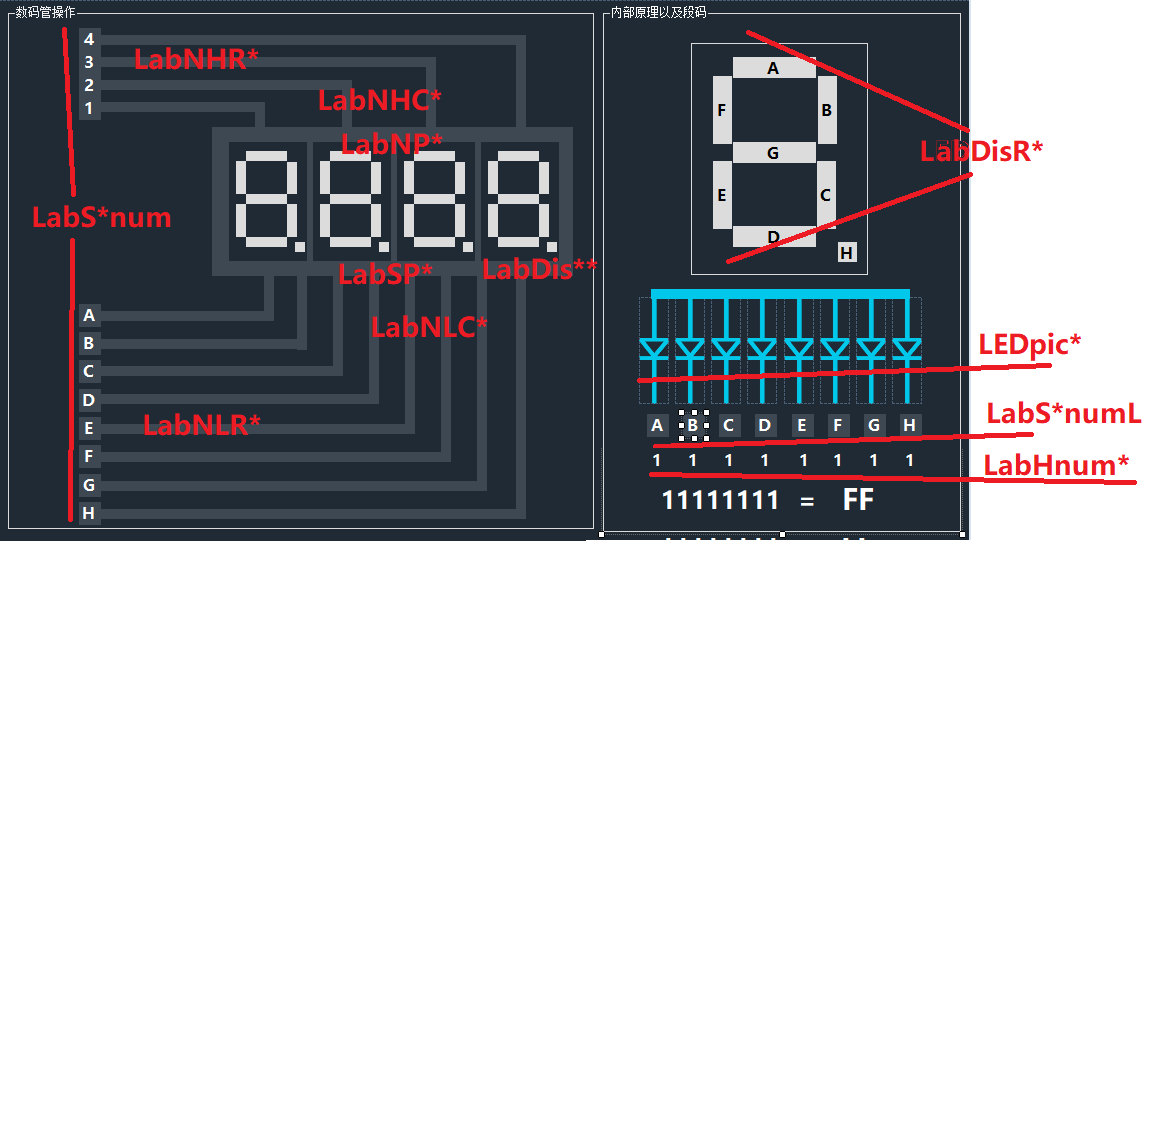 数码管操作
内部原理以及段码
4
3
2
1
LabNHR*
LabNHC*
LabNP*
LabS*num
LabSP*
LabDis**
LabNLC*
LabNLR*
A
B
C
D
E
F
G
H
A
F
B
G
E
C
D
H
LabDisR*
LEDpic*
A B C D E F G H
LabS*numL
1 1 1 1 1 1 1 1
LabHnum*
11111111 = FF